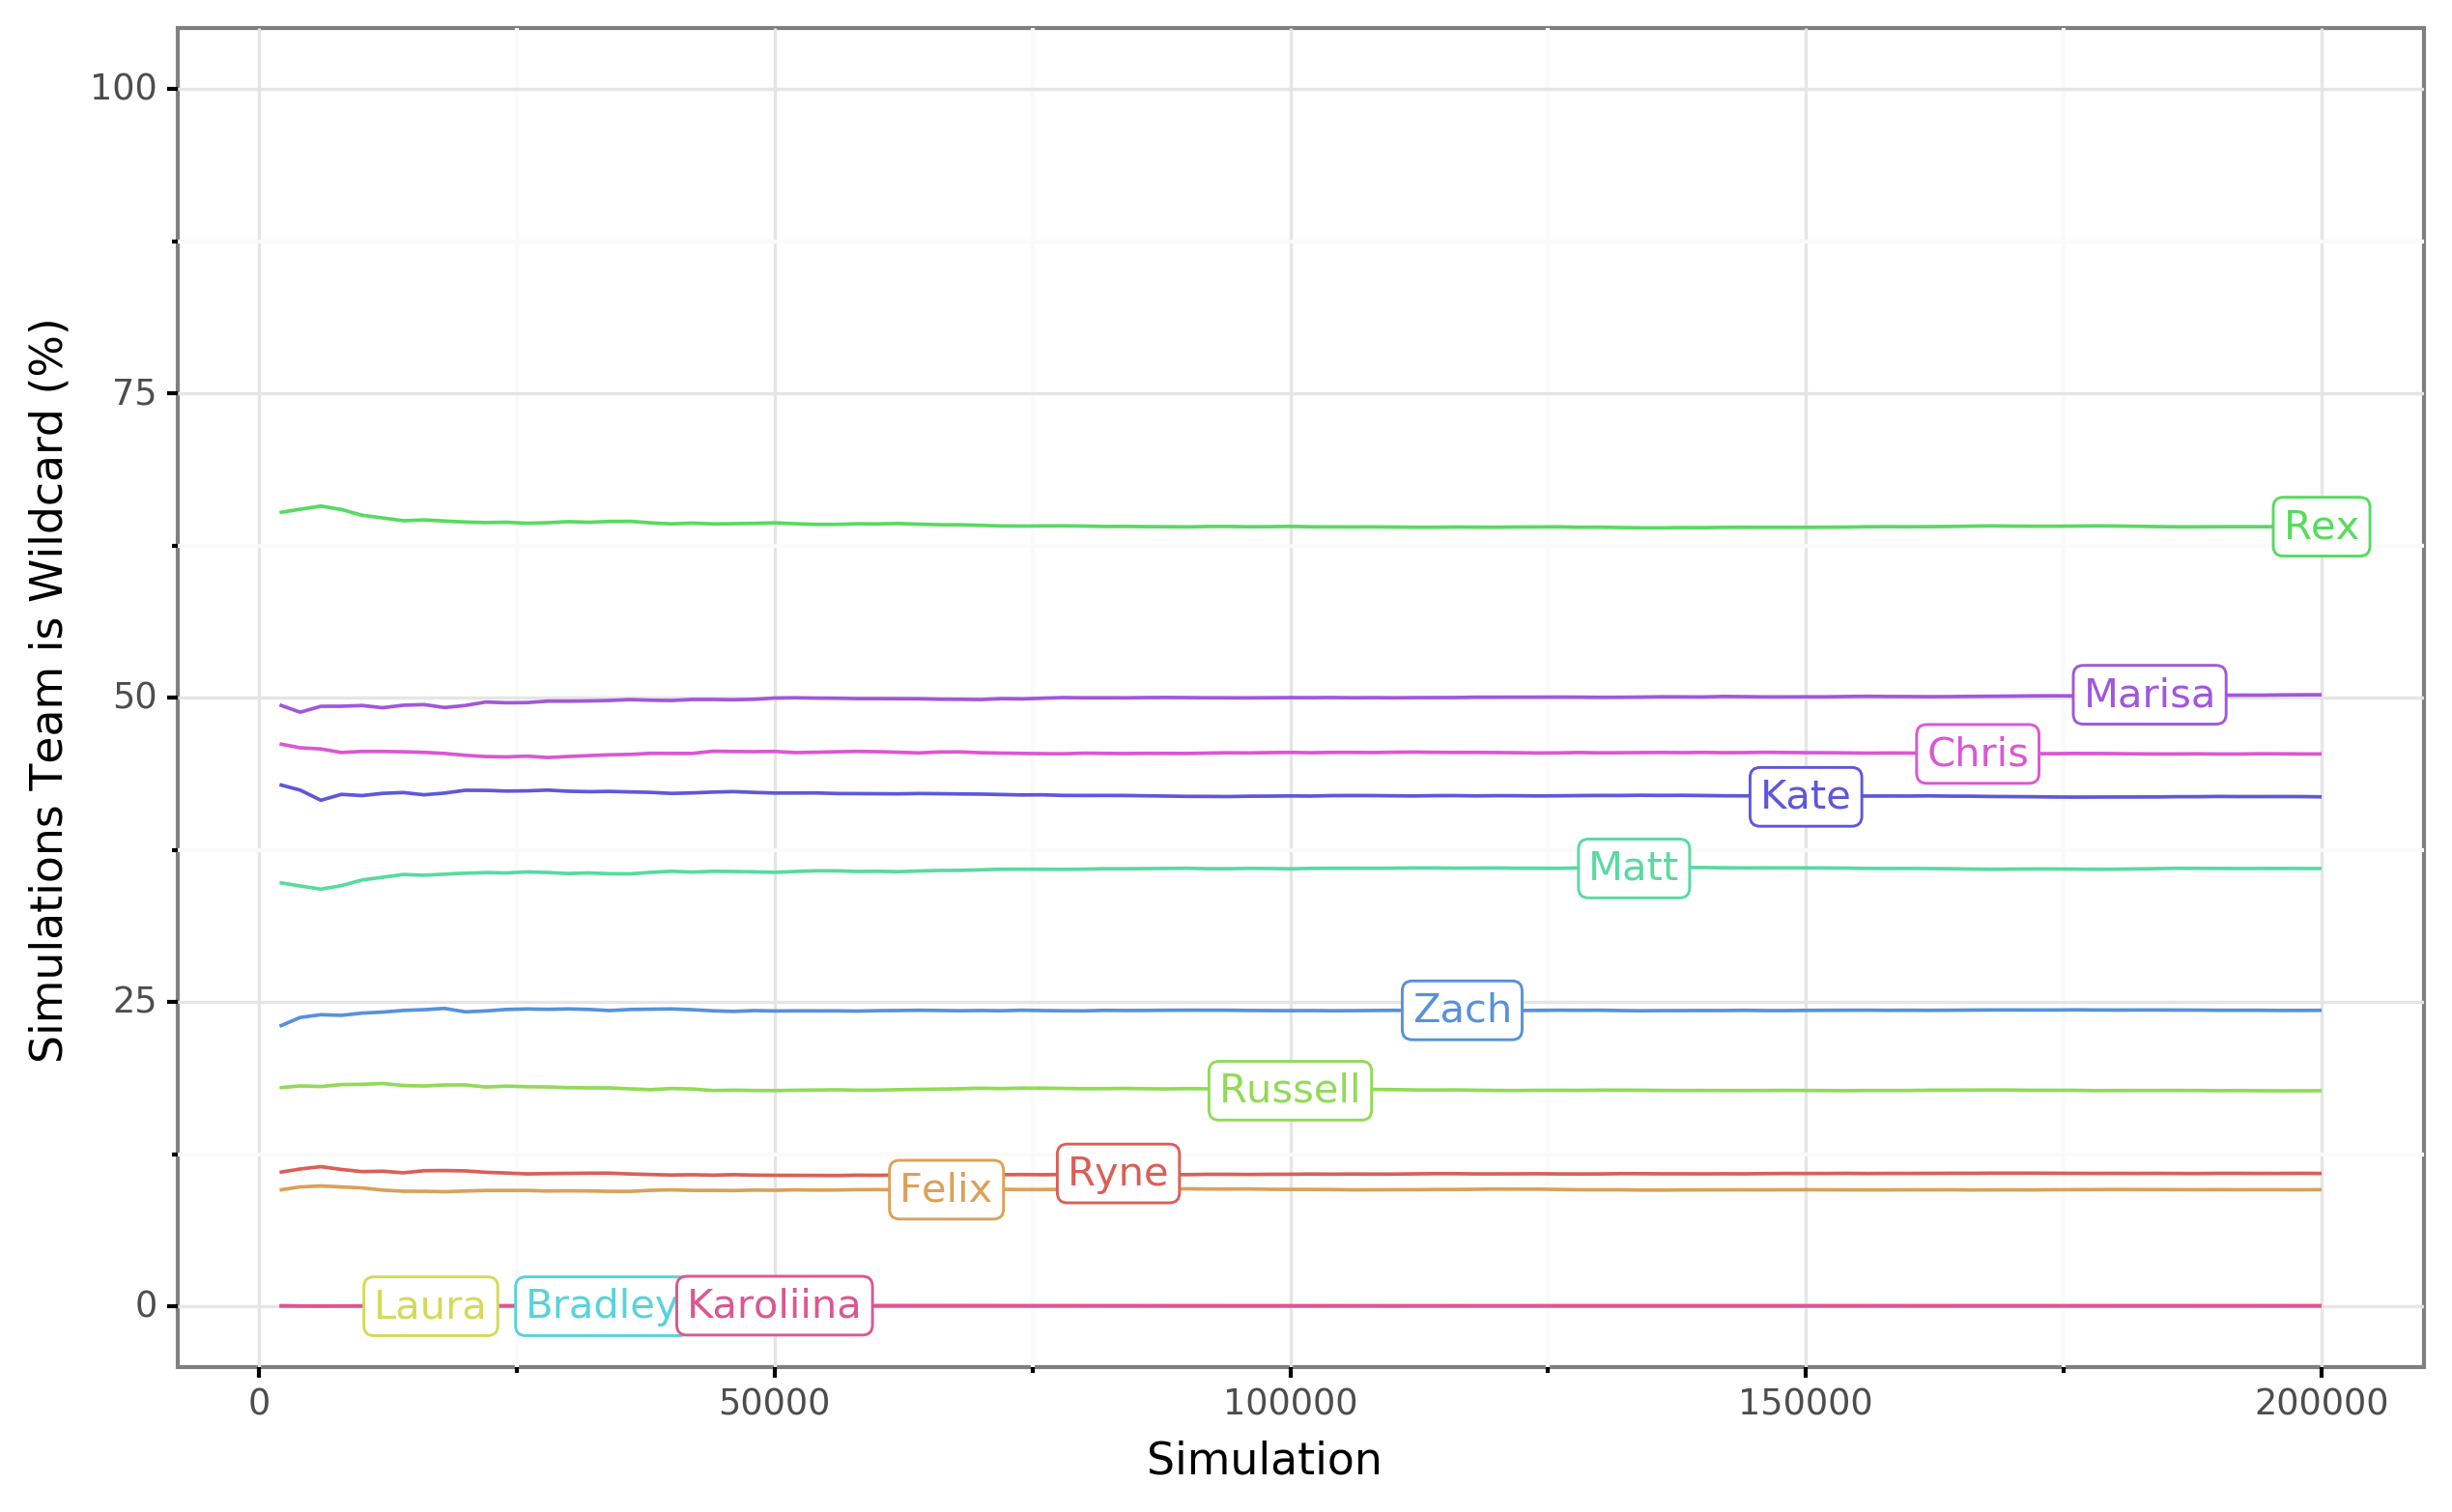 Simulations Team is Wildcard (%)
100
75
50
25
0
Rex
Marisa
Chris
Kate
Matt
Zach
Russell
Ryne
Felix
Laura
Bradley
Karoliina
0
50000
100000
150000
200000
Simulation